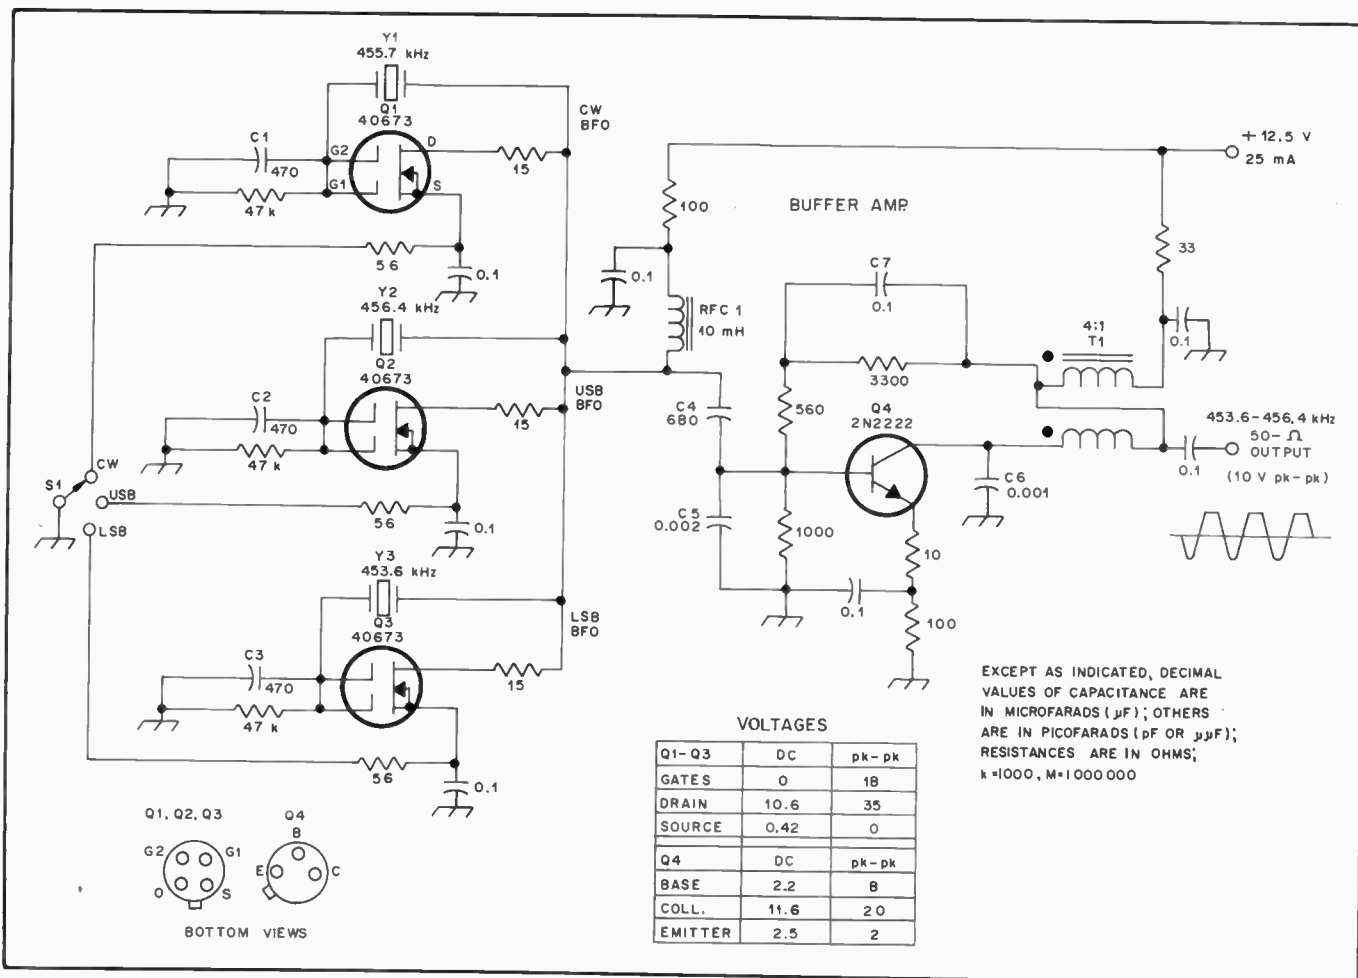 Y1
455.7 kHz
Q1
40673
C1
470
G2
G1
D
S
47 k
15
56
0.1
CW
BFO
Y2
456.4 kHz
Q2
40673
C2
470
47 k
15
56
0.1
USB
BFO
S1
CW
USB
LSB
Y3
453.6 kHz
Q3
40673
C3
470
47 k
15
56
0.1
LSB
BFO
+ 12.5 V
25 mA
100
BUFFER AMP.
0.1
RFC 1
10 mH
33
C7
0.1
3300
4:1
T1
0.1
C4
680
560
Q4
2N2222
453.6-456.4 kHz
50-Ω
OUTPUT
(10 V pk-pk)
0.1
C6
0.001
C5
0.002
1000
10
0.1
100
EXCEPT AS INDICATED, DECIMAL
VALUES OF CAPACITANCE ARE
IN MICROFARADS (µF); OTHERS
ARE IN PICOFARADS (pF OR µµF);
RESISTANCES ARE IN OHMS;
k=1000, M=1000000
VOLTAGES
Q1-Q3 DC pk-pk
GATES 0 18
DRAIN 10.6 35
SOURCE 0.42 0
Q4 DC pk-pk
BASE 2.2 8
COLL. 11.6 20
EMITTER 2.5 2
Q1, Q2, Q3
G2
G1
D
S
Q4
B
E
C
BOTTOM VIEWS